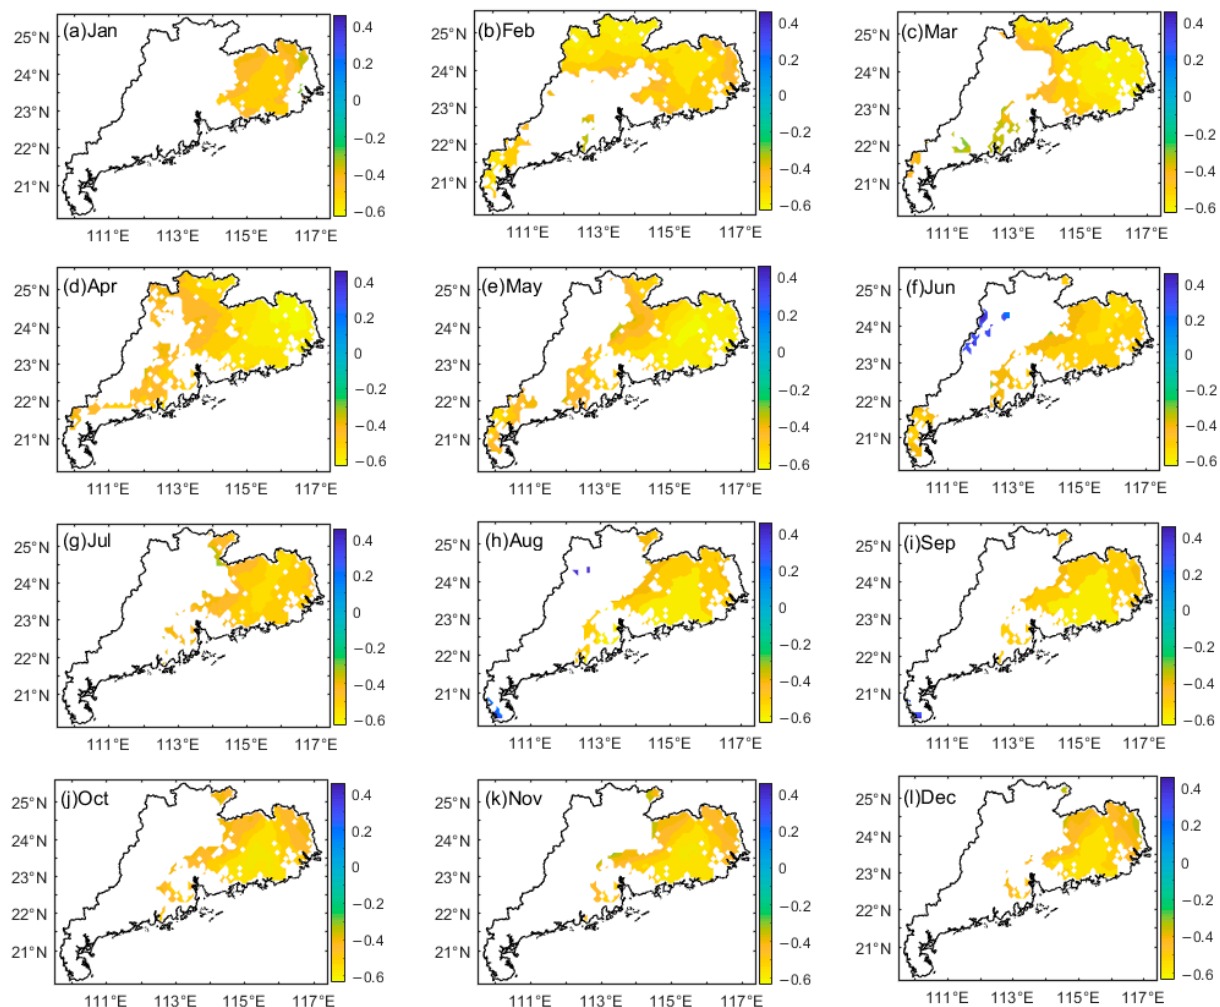 (a)Jan
25°N
24°N
23°N
22°N
21°N
111°E 113°E 115°E 117°E
0.4
0.2
0
−0.2
−0.4
−0.6
(b)Feb
25°N
24°N
23°N
22°N
21°N
111°E 113°E 115°E 117°E
0.4
0.2
0
−0.2
−0.4
−0.6
(c)Mar
25°N
24°N
23°N
22°N
21°N
111°E 113°E 115°E 117°E
0.4
0.2
0
−0.2
−0.4
−0.6
(d)Apr
25°N
24°N
23°N
22°N
21°N
111°E 113°E 115°E 117°E
0.4
0.2
0
−0.2
−0.4
−0.6
(e)May
25°N
24°N
23°N
22°N
21°N
111°E 113°E 115°E 117°E
0.4
0.2
0
−0.2
−0.4
−0.6
(f)Jun
25°N
24°N
23°N
22°N
21°N
111°E 113°E 115°E 117°E
0.4
0.2
0
−0.2
−0.4
−0.6
(g)Jul
25°N
24°N
23°N
22°N
21°N
111°E 113°E 115°E 117°E
0.4
0.2
0
−0.2
−0.4
−0.6
(h)Aug
25°N
24°N
23°N
22°N
21°N
111°E 113°E 115°E 117°E
0.4
0.2
0
−0.2
−0.4
−0.6
(i)Sep
25°N
24°N
23°N
22°N
21°N
111°E 113°E 115°E 117°E
0.4
0.2
0
−0.2
−0.4
−0.6
(j)Oct
25°N
24°N
23°N
22°N
21°N
111°E 113°E 115°E 117°E
0.4
0.2
0
−0.2
−0.4
−0.6
(k)Nov
25°N
24°N
23°N
22°N
21°N
111°E 113°E 115°E 117°E
0.4
0.2
0
−0.2
−0.4
−0.6
(l)Dec
25°N
24°N
23°N
22°N
21°N
111°E 113°E 115°E 117°E
0.4
0.2
0
−0.2
−0.4
−0.6